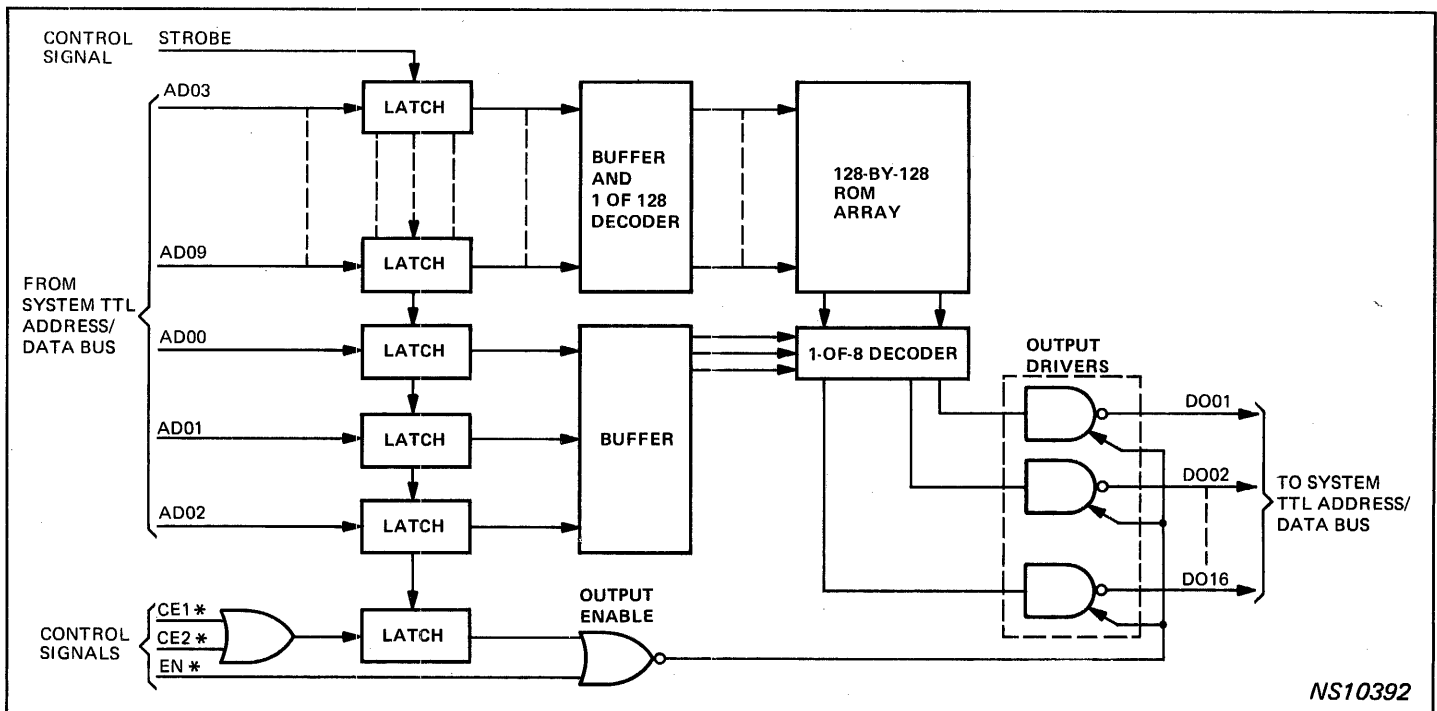 CONTROL
SIGNAL
STROBE
AD03
LATCH
BUFFER
AND
1 OF 128
DECODER
128-BY-128
ROM
ARRAY
AD09
LATCH
FROM
SYSTEM TTL
ADDRESS/
DATA BUS
AD00
LATCH
1-OF-8 DECODER
OUTPUT
DRIVERS
DO01
AD01
LATCH
BUFFER
DO02
TO SYSTEM
TTL ADDRESS/
DATA BUS
AD02
LATCH
DO16
CONTROL
SIGNALS
CE1*
CE2*
EN*
LATCH
OUTPUT
ENABLE
NS10392